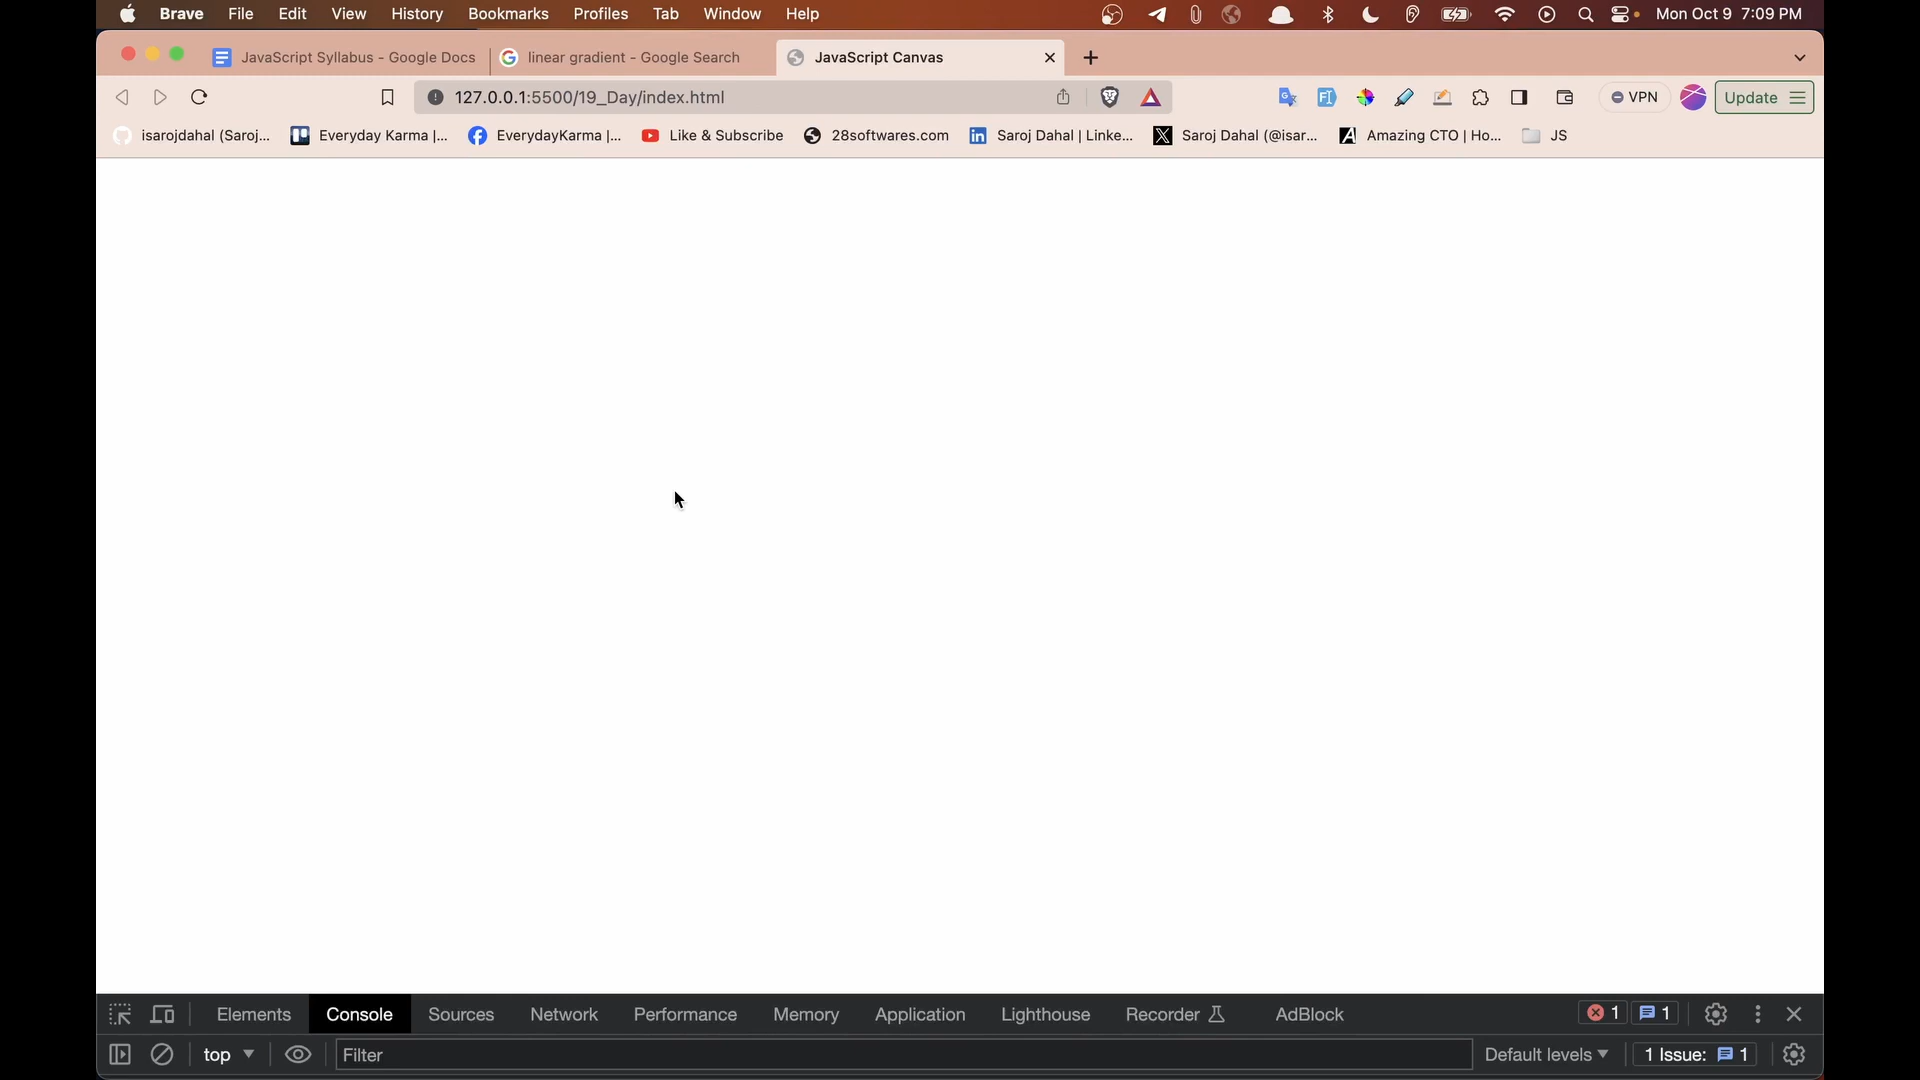 Brave File Edit View History Bookmarks Profiles Tab Window Help Mon Oct 9 7:09 PM
JavaScript Syllabus - Google Docs linear gradient - Google Search JavaScript Canvas
127.0.0.1:5500/19_Day/index.html VPN Update
isarojdahal (Saroj... Everyday Karma |... EverydayKarma |... Like & Subscribe 28softwares.com Saroj Dahal | Linke... Saroj Dahal (@isar... Amazing CTO | Ho... JS
Elements Console Sources Network Performance Memory Application Lighthouse Recorder AdBlock 1 1
top Filter Default levels 1 Issue: 1